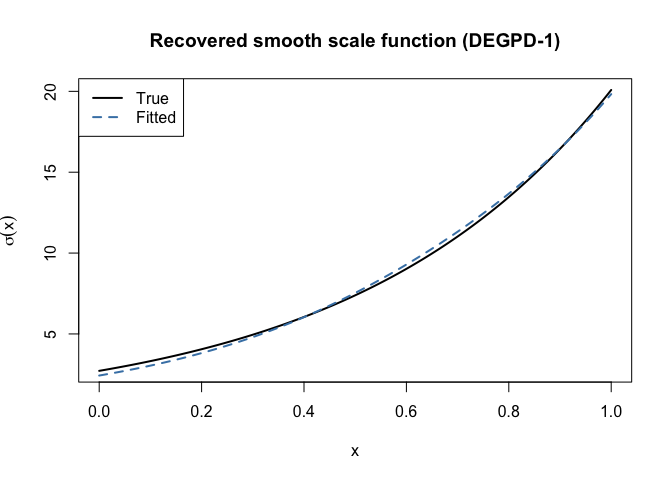 Recovered smooth scale function (DEGPD-1)
True
Fitted
20
15
10
5
σ(x)
0.0 0.2 0.4 0.6 0.8 1.0
x